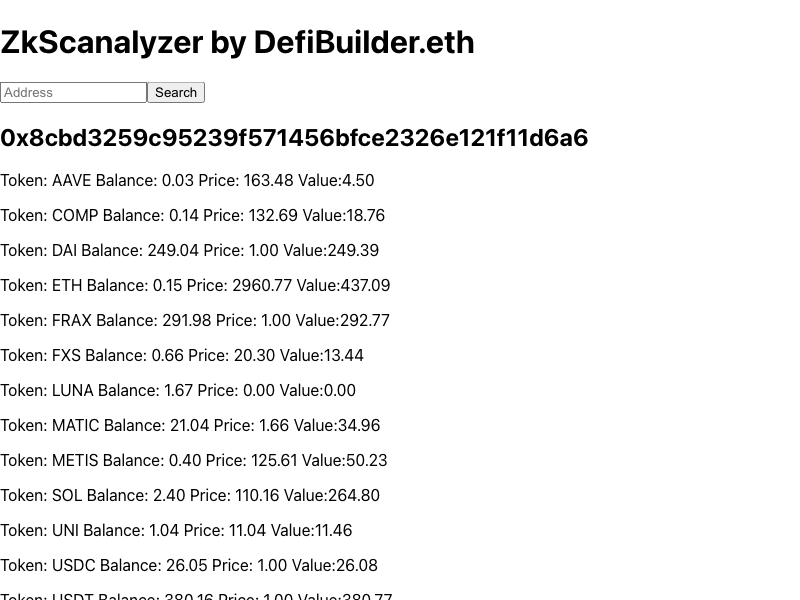 ZkScanalyzer by DefiBuilder.eth
Address Search
0x8cbd3259c95239f571456bfce2326e121f11d6a6
Token: AAVE Balance: 0.03 Price: 163.48 Value:4.50
Token: COMP Balance: 0.14 Price: 132.69 Value:18.76
Token: DAI Balance: 249.04 Price: 1.00 Value:249.39
Token: ETH Balance: 0.15 Price: 2960.77 Value:437.09
Token: FRAX Balance: 291.98 Price: 1.00 Value:292.77
Token: FXS Balance: 0.66 Price: 20.30 Value:13.44
Token: LUNA Balance: 1.67 Price: 0.00 Value:0.00
Token: MATIC Balance: 21.04 Price: 1.66 Value:34.96
Token: METIS Balance: 0.40 Price: 125.61 Value:50.23
Token: SOL Balance: 2.40 Price: 110.16 Value:264.80
Token: UNI Balance: 1.04 Price: 11.04 Value:11.46
Token: USDC Balance: 26.05 Price: 1.00 Value:26.08
Token: USDT Balance: 380.16 Price: 1.00 Value:380.77